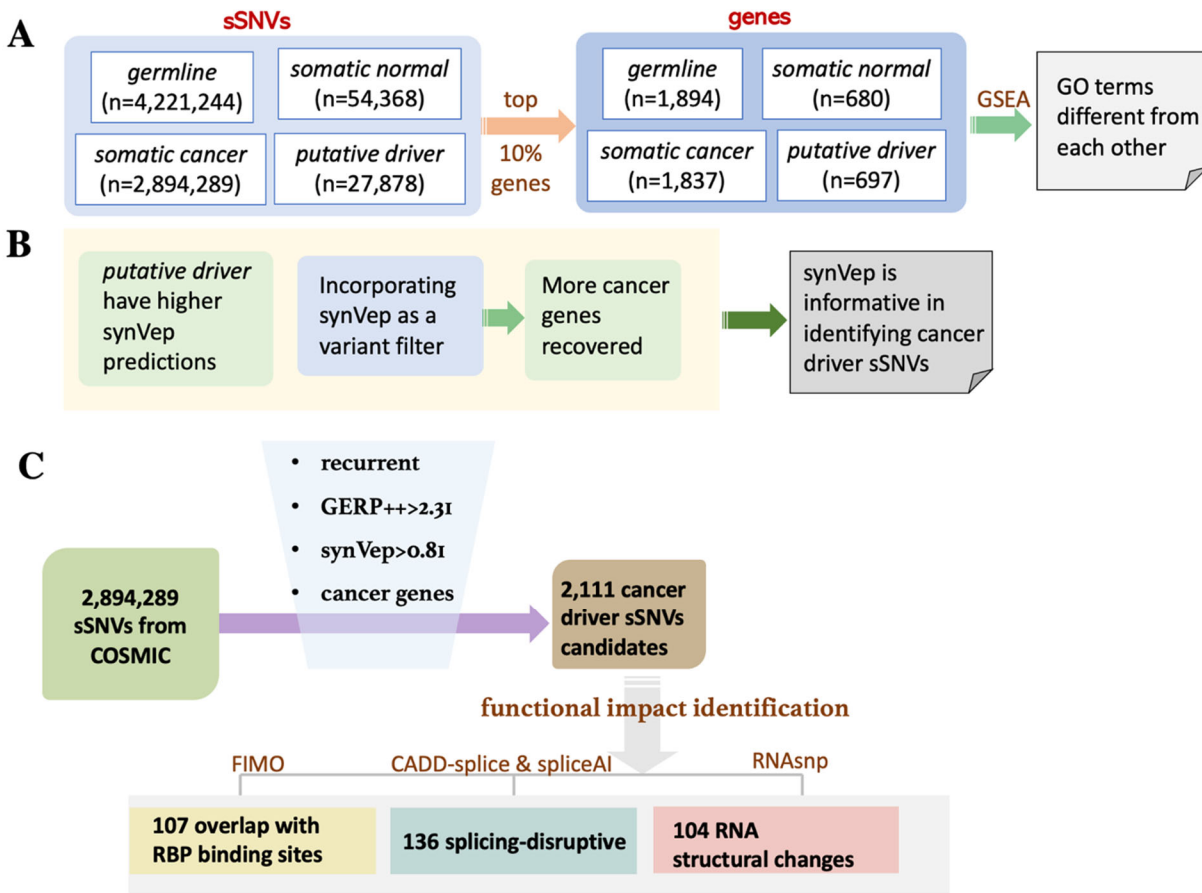 A
sSNVs
germline
(n=4,221,244)
somatic normal
(n=54,368)
somatic cancer
(n=2,894,289)
putative driver
(n=27,878)
top
10%
genes
genes
germline
(n=1,894)
somatic normal
(n=680)
somatic cancer
(n=1,837)
putative driver
(n=697)
GSEA
GO terms
different from
each other
B
putative driver
have higher
synVep
predictions
Incorporating
synVep as a
variant filter
More cancer
genes
recovered
synVep is
informative in
identifying cancer
driver sSNVs
C
• recurrent
• GERP++>2.31
• synVep>0.81
• cancer genes
2,894,289
sSNVs from
COSMIC
2,111 cancer
driver sSNVs
candidates
functional impact identification
FIMO
CADD-splice & spliceAI
RNAsnp
107 overlap with
RBP binding sites
136 splicing-disruptive
104 RNA
structural changes